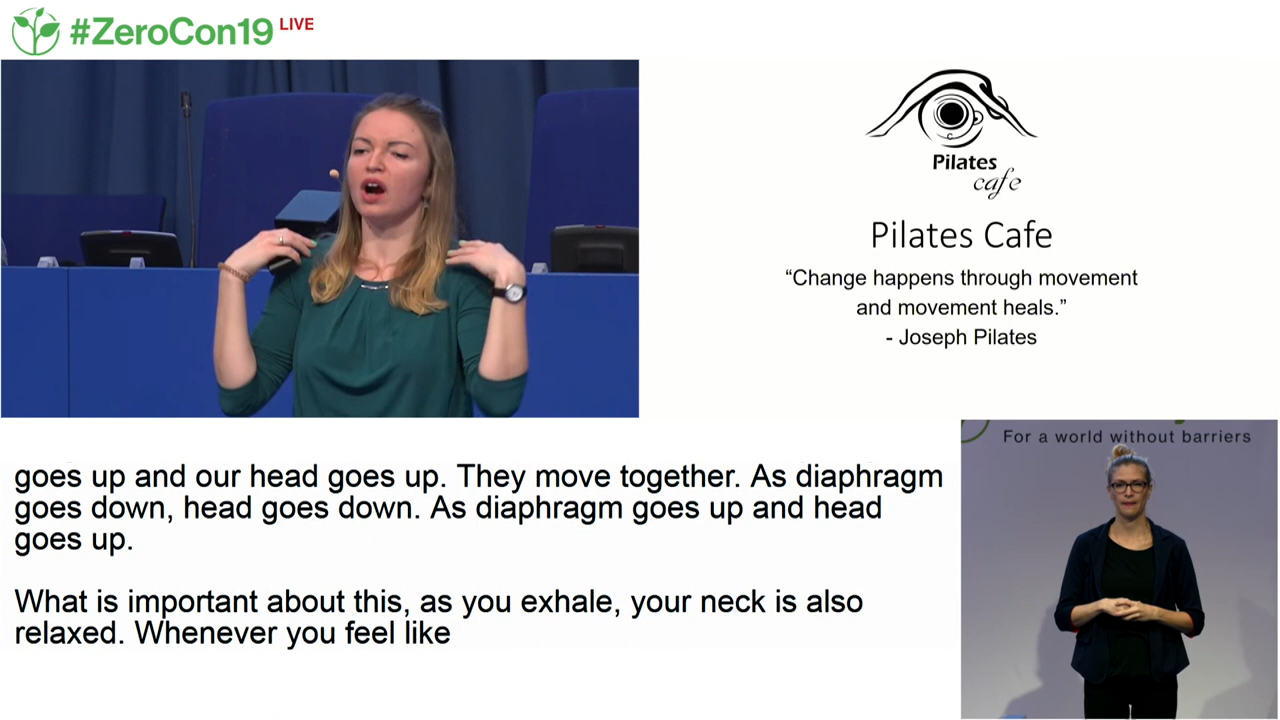 #ZeroCon19 LIVE
Pilates
cafe
Pilates Cafe
“Change happens through movement
and movement heals.”
- Joseph Pilates
For a world without barriers
goes up and our head goes up. They move together. As diaphragm
goes down, head goes down. As diaphragm goes up and head
goes up.
What is important about this, as you exhale, your neck is also
relaxed. Whenever you feel like